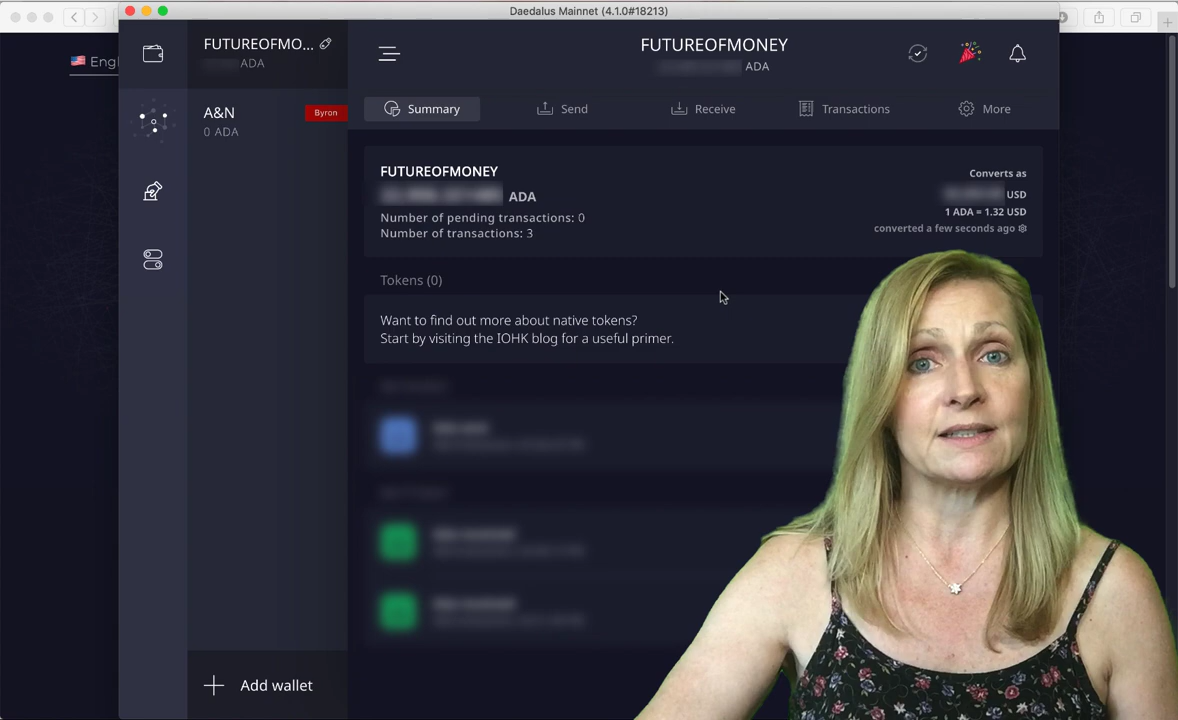 Daedalus Mainnet (4.1.0#18213)
Engl
FUTUREOFMO...
ADA
FUTUREOFMONEY
ADA
A&N
Byron
0 ADA
Summary
Send
Receive
Transactions
More
FUTUREOFMONEY
ADA
Number of pending transactions: 0
Number of transactions: 3
Converts as
USD
1 ADA = 1.32 USD
converted a few seconds ago
Tokens (0)
Want to find out more about native tokens?
Start by visiting the IOHK blog for a useful primer.
Add wallet